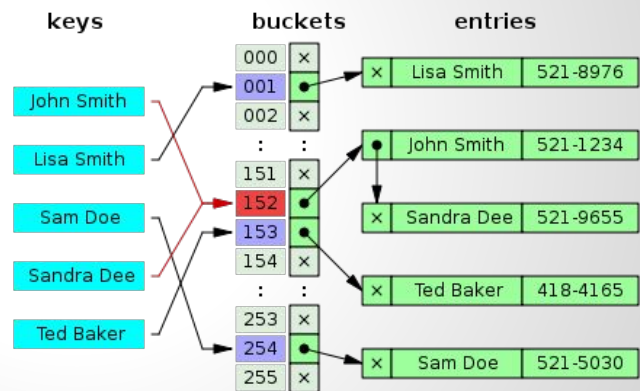 keys buckets entries
000 ×
001 × Lisa Smith 521-8976
John Smith
002 ×
: :
John Smith 521-1234
Lisa Smith
151 ×
152
Sam Doe × Sandra Dee 521-9655
153
154 ×
Sandra Dee
: : × Ted Baker 418-4165
253 ×
Ted Baker
254 × Sam Doe 521-5030
255 ×